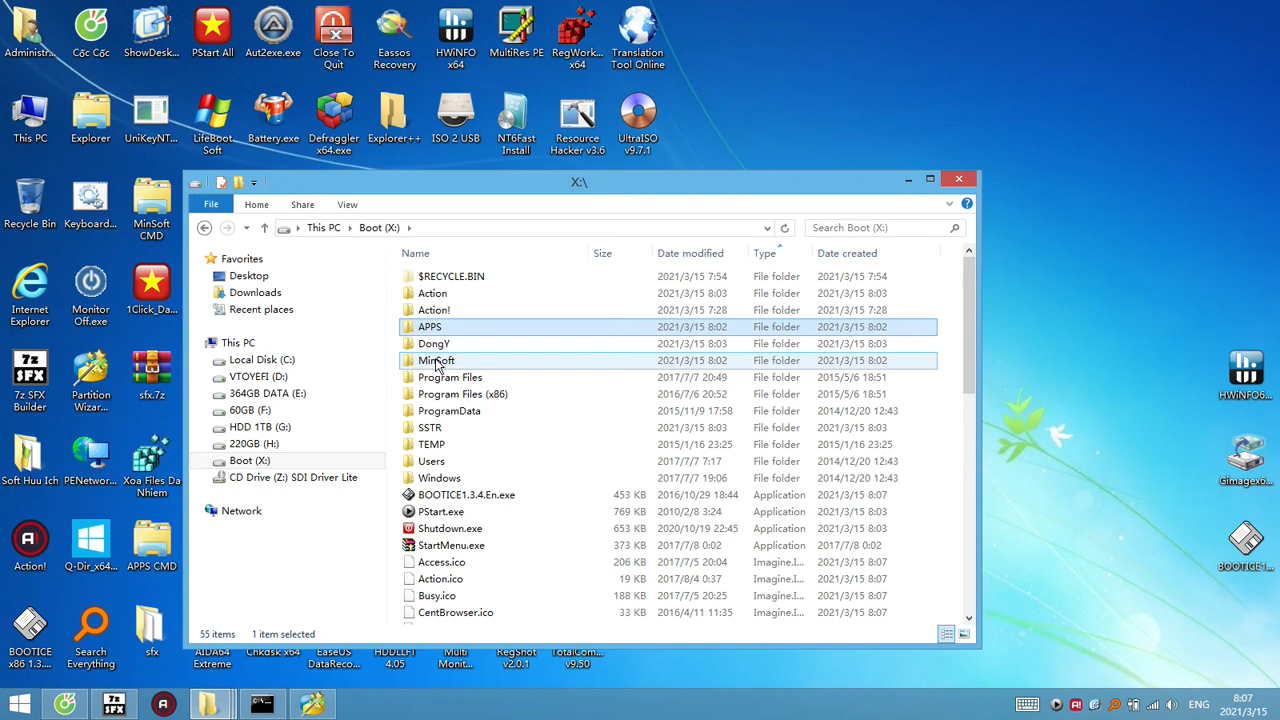 Administr...
Cốc Cốc
ShowDesk...
PStart All
Aut2exe.exe
Close To Quit
Eassos Recovery
HWiNFO x64
MultiRes PE
RegWork... x64
Translation Tool Online
This PC
Explorer
UniKeyNT...
LifeBoot Soft
Battery.exe
Defraggler x64.exe
Explorer++
ISO 2 USB
NT6Fast Install
Resource Hacker v3.6
UltraISO v9.7.1
Recycle Bin
Keyboard...
MinSoft CMD
Internet Explorer
Monitor Off.exe
1Click_Da...
7z SFX Builder
Partition Wizar...
sfx.7z
Soft Huu Ich
PENetwor...
Xoa Files Da Nhiem
Action!
Q-Dir_x64...
APPS CMD
BOOTICE x86 1.3....
Search Everything
sfx
AIDA64 Extreme
Chkdsk x64
EaseUS DataReco...
HDDLLFT 4.05
Multi Monit...
RegShot v2.0.1
TotalCom... v9.50
HWiNFO6...
Gimagex6...
BOOTICE1...
X:\
File
Home
Share
View
This PC
Boot (X:)
Search Boot (X:)
Favorites
Desktop
Downloads
Recent places
This PC
Local Disk (C:)
VTOYEFI (D:)
364GB DATA (E:)
60GB (F:)
HDD 1TB (G:)
220GB (H:)
Boot (X:)
CD Drive (Z:) SDI Driver Lite
Network
Name Size Date modified Type Date created
$RECYCLE.BIN 2021/3/15 7:54 File folder 2021/3/15 7:54
Action 2021/3/15 8:03 File folder 2021/3/15 8:03
Action! 2021/3/15 7:28 File folder 2021/3/15 7:28
APPS 2021/3/15 8:02 File folder 2021/3/15 8:02
DongY 2021/3/15 8:03 File folder 2021/3/15 8:03
MinSoft 2021/3/15 8:02 File folder 2021/3/15 8:02
Program Files 2017/7/7 20:49 File folder 2015/5/6 18:51
Program Files (x86) 2016/7/6 20:52 File folder 2015/5/6 18:51
ProgramData 2015/11/9 17:58 File folder 2014/12/20 12:43
SSTR 2021/3/15 8:03 File folder 2021/3/15 8:03
TEMP 2015/1/16 23:25 File folder 2015/1/16 23:25
Users 2017/7/7 7:17 File folder 2014/12/20 12:43
Windows 2017/7/7 19:06 File folder 2014/12/20 12:43
BOOTICE1.3.4.En.exe 453 KB 2016/10/29 18:44 Application 2021/3/15 8:07
PStart.exe 769 KB 2010/2/8 3:24 Application 2021/3/15 8:03
Shutdown.exe 653 KB 2020/10/19 22:45 Application 2021/3/15 8:03
StartMenu.exe 373 KB 2017/7/8 0:02 Application 2017/7/8 0:02
Access.ico 206 KB 2017/7/5 20:04 Imagine.I... 2021/3/15 8:07
Action.ico 19 KB 2017/8/4 0:37 Imagine.I... 2021/3/15 8:07
Busy.ico 188 KB 2017/7/5 20:25 Imagine.I... 2021/3/15 8:07
CentBrowser.ico 33 KB 2016/4/11 11:35 Imagine.I... 2021/3/15 8:07
55 items 1 item selected
7z SFX
C:\
ENG
8:07
2021/3/15